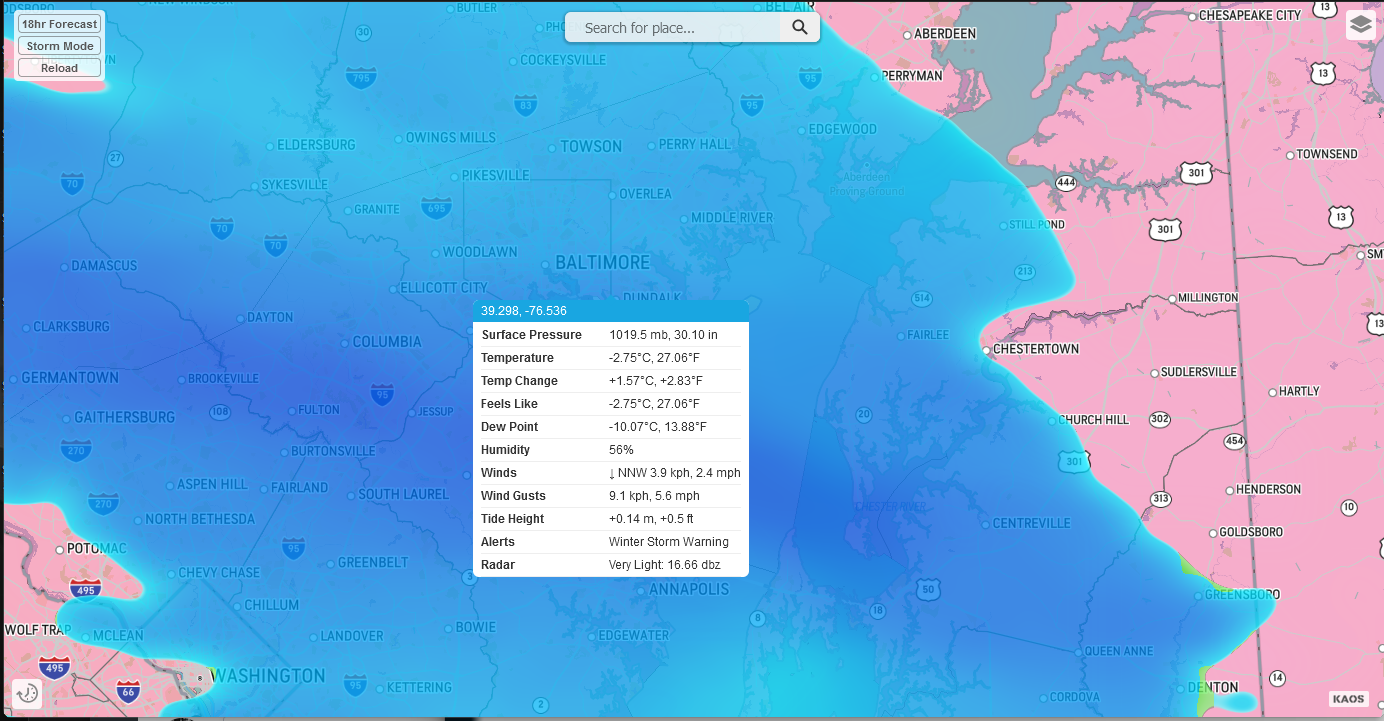 18hr Forecast
Storm Mode
Reload
Search for place...
BEL AIR
13
CHESAPEAKE CITY
30
ABERDEEN
COCKEYSVILLE
795
95
PERRYMAN
13
83
95
EDGEWOOD
OWINGS MILLS
ELDERSBURG
TOWSON
PERRY HALL
27
TOWNSEND
70
SYKESVILLE
PIKESVILLE
Aberdeen
Proving Ground
444
301
OVERLEA
GRANITE
695
MIDDLE RIVER
13
70
STILL POND
301
70
WOODLAWN
DAMASCUS
BALTIMORE
213
ELLICOTT CITY
DUNDALK
514
MILLINGTON
39.298, -76.536
DAYTON
CLARKSBURG
13
Surface Pressure 1019.5 mb, 30.10 in
FAIRLEE
COLUMBIA
CHESTERTOWN
Temperature -2.75°C, 27.06°F
SUDLERSVILLE
GERMANTOWN
BROOKEVILLE
Temp Change +1.57°C, +2.83°F
HARTLY
95
Feels Like -2.75°C, 27.06°F
GAITHERSBURG
108
FULTON
JESSUP
20
CHURCH HILL
302
Dew Point -10.07°C, 13.88°F
454
270
BURTONSVILLE
Humidity 56%
301
Winds ↓ NNW 3.9 kph, 2.4 mph
ASPEN HILL
FAIRLAND
SOUTH LAUREL
Wind Gusts 9.1 kph, 5.6 mph
HENDERSON
313
270
CHESTER RIVER
10
NORTH BETHESDA
Tide Height +0.14 m, +0.5 ft
CENTREVILLE
GOLDSBORO
POTOMAC
95
Alerts Winter Storm Warning
GREENBELT
Radar Very Light: 16.66 dbz
CHEVY CHASE
3
495
ANNAPOLIS
50
GREENSBORO
CHILLUM
18
8
WOLF TRAP
MCLEAN
LANDOVER
BOWIE
EDGEWATER
QUEEN ANNE
495
8
WASHINGTON
66
95
KETTERING
DENTON
14
2
CORDOVA
KAOS